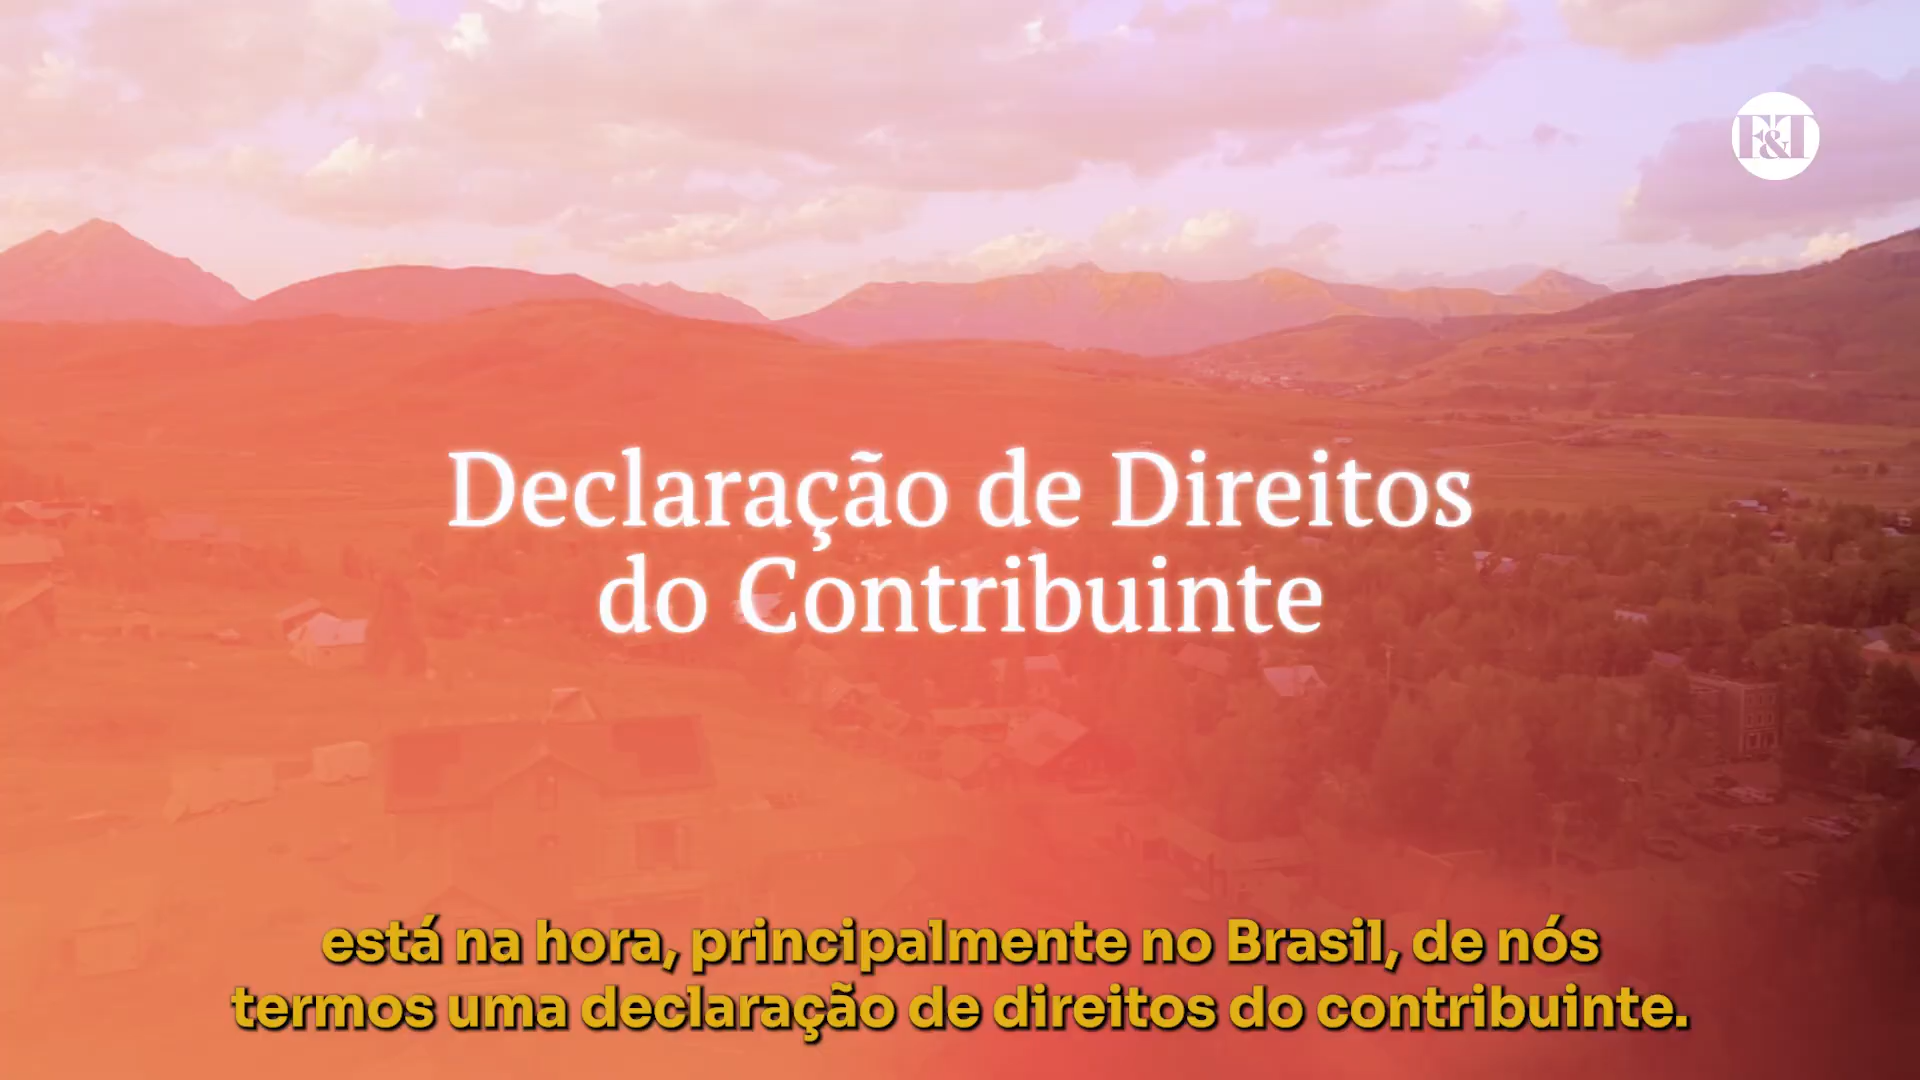 F&T
Declaração de Direitos
do Contribuinte
está na hora, principalmente no Brasil, de nós
termos uma declaração de direitos do contribuinte.